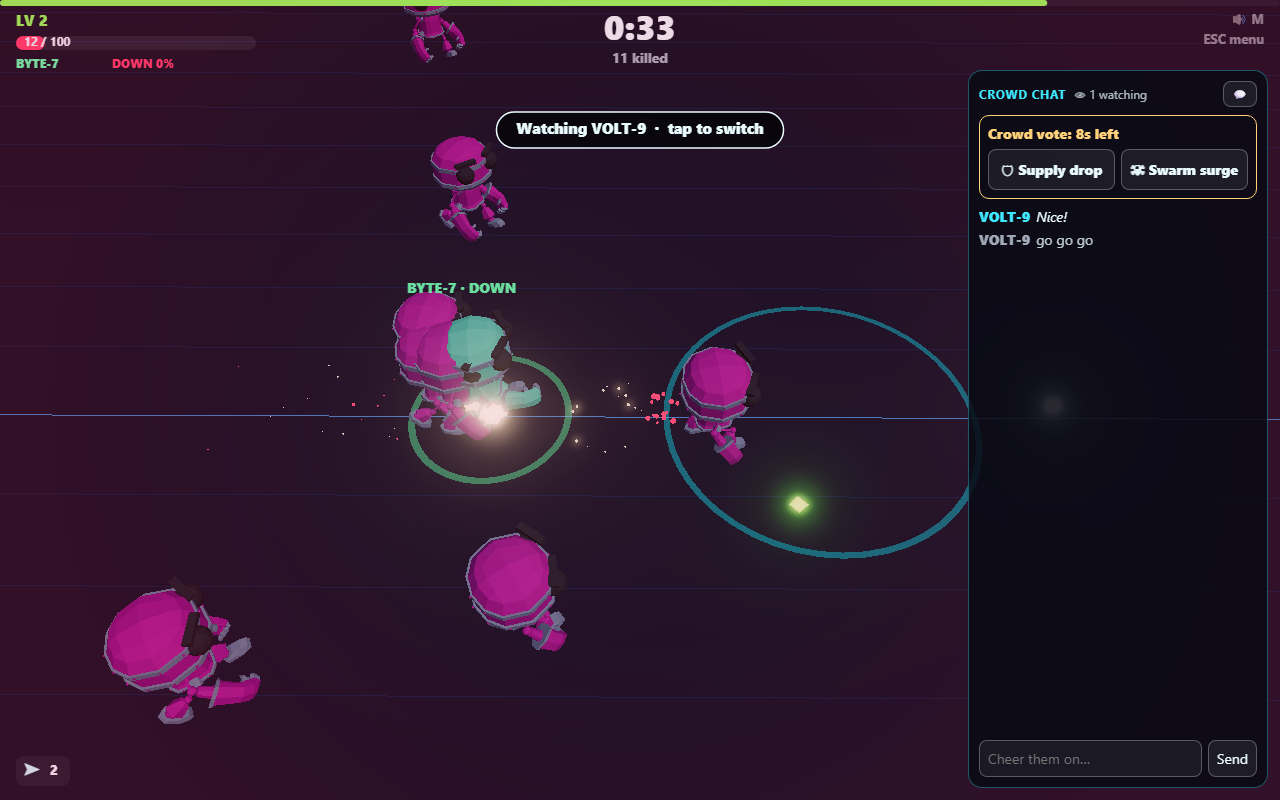 LV 2
12 / 100
BYTE-7 DOWN 0%
0:33
11 killed
M
ESC menu
Watching VOLT-9 · tap to switch
CROWD CHAT 1 watching
Crowd vote: 8s left
Supply drop Swarm surge
VOLT-9 Nice!
VOLT-9 go go go
BYTE-7 · DOWN
2
Cheer them on... Send